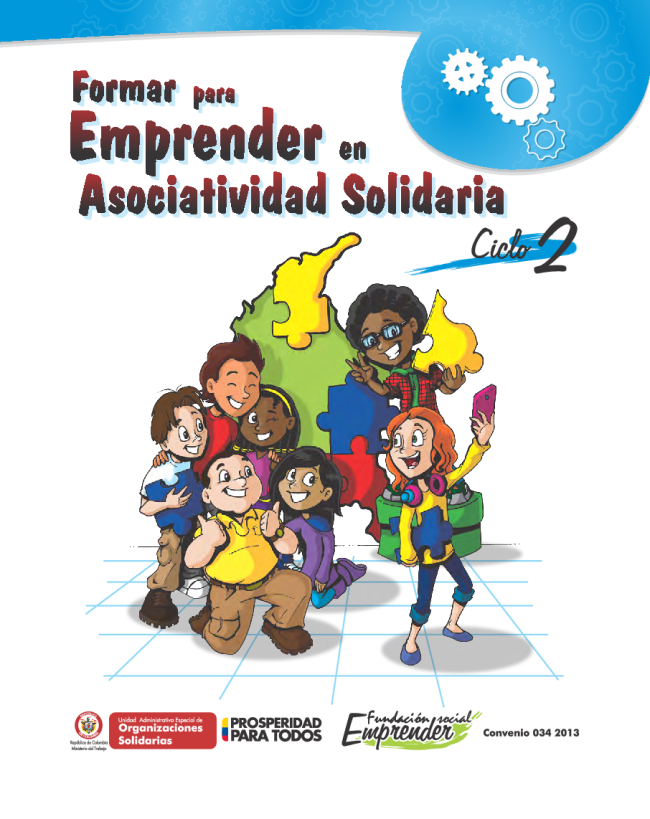 Formar para
Emprender en
Asociatividad Solidaria
Ciclo 2
República de Colombia
Ministerio del Trabajo
Unidad Administrativa Especial de
Organizaciones
Solidarias
PROSPERIDAD
PARA TODOS
Fundación social
Emprender
Convenio 034 2013